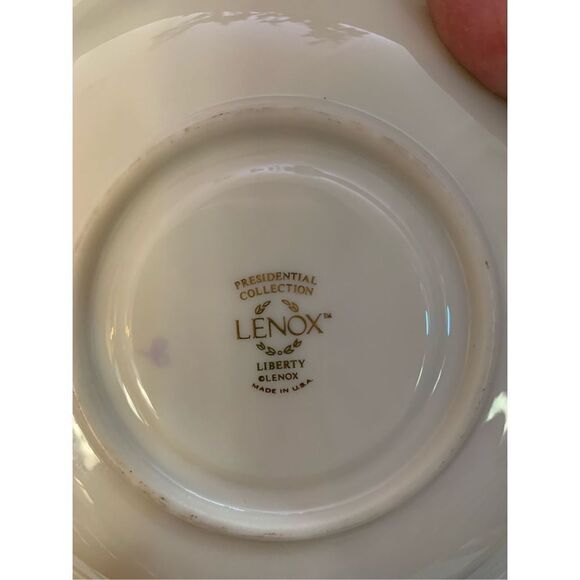 PRESIDENTIAL
COLLECTION
LENOX™
LIBERTY
©LENOX
MADE IN U.S.A.